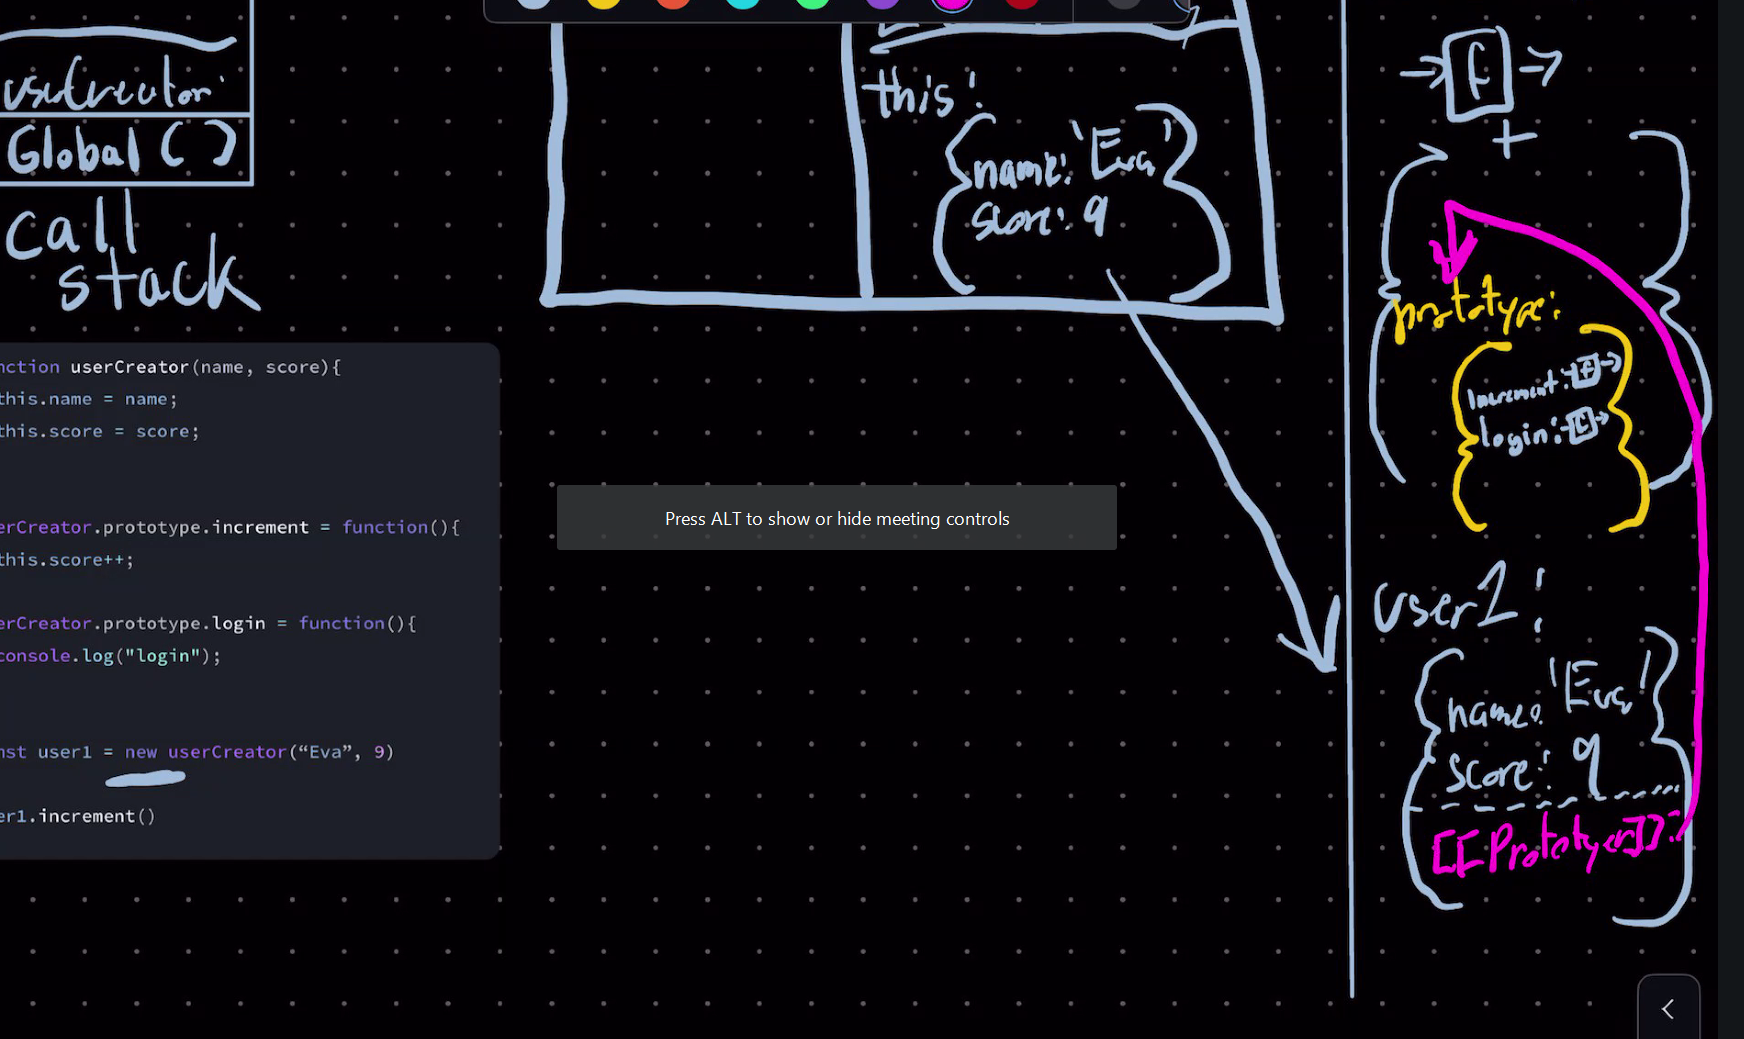 userCreator
Global ( )
call
stack
this:
{name: 'Eva'
score: 9}
f
+
prototype:
{increment: f
login: f}
user1:
{name: 'Eva'
score: 9
[[Prototype]]:}
nction userCreator(name, score){
this.name = name;
this.score = score;
erCreator.prototype.increment = function(){
this.score++;
erCreator.prototype.login = function(){
console.log("login");
nst user1 = new userCreator(“Eva”, 9)
er1.increment()
Press ALT to show or hide meeting controls